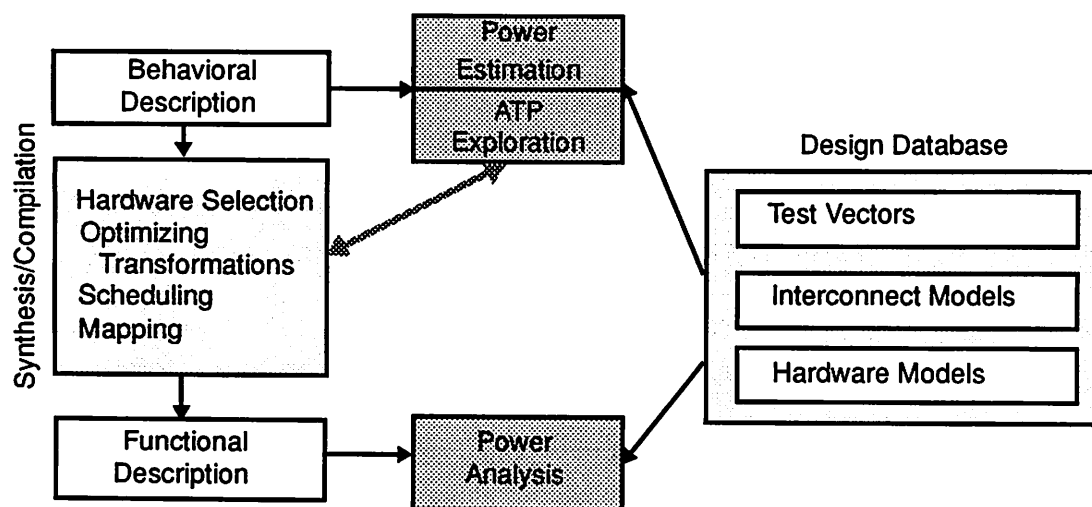 Synthesis/Compilation
Behavioral
Description
Hardware Selection
Optimizing
Transformations
Scheduling
Mapping
Functional
Description
Power
Estimation
ATP
Exploration
Power
Analysis
Design Database
Test Vectors
Interconnect Models
Hardware Models